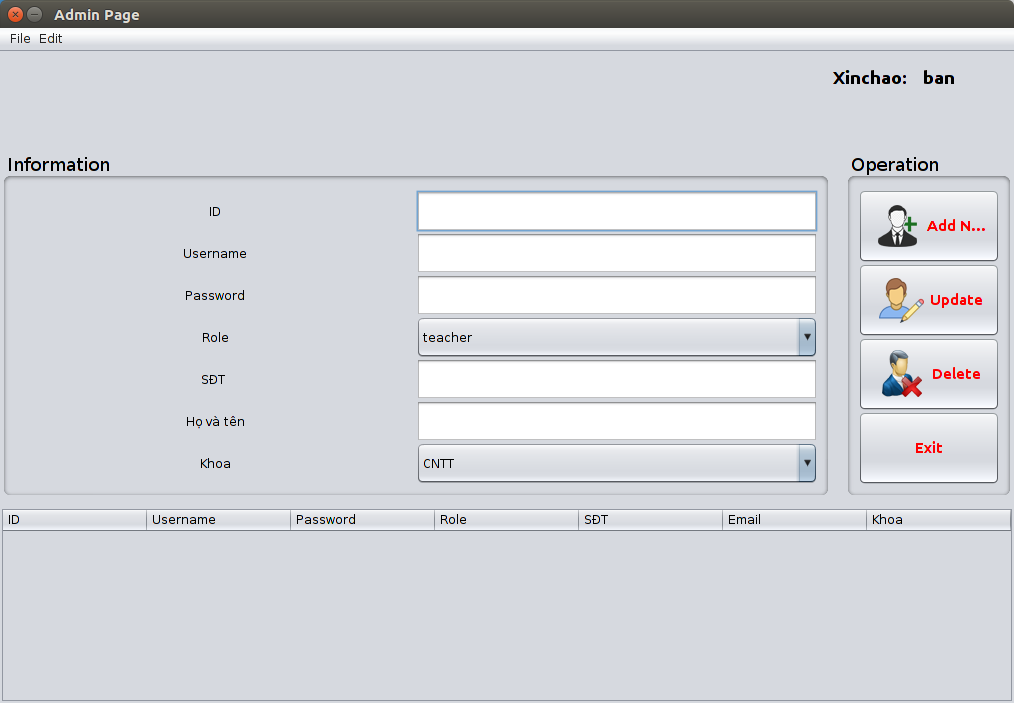 Admin Page
File Edit
Xinchao: ban
Information
Operation
ID
Username
Password
Role
teacher
SĐT
Họ và tên
Khoa
CNTT
Add N...
Update
Delete
Exit
ID Username Password Role SĐT Email Khoa